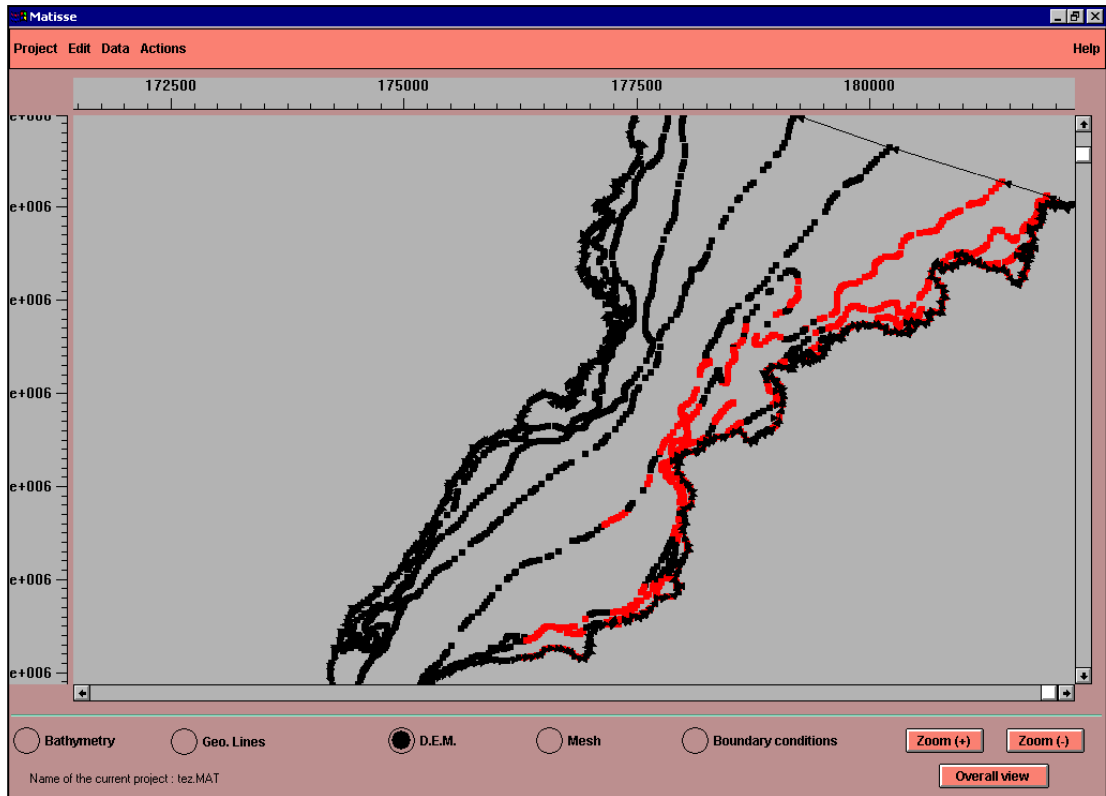 Matisse
Project Edit Data Actions Help
172500 175000 177500 180000
e+006
e+006
e+006
e+006
e+006
e+006
e+006
Bathymetry Geo. Lines D.E.M. Mesh Boundary conditions Zoom (+) Zoom (-)
Name of the current project : tez.MAT Overall view